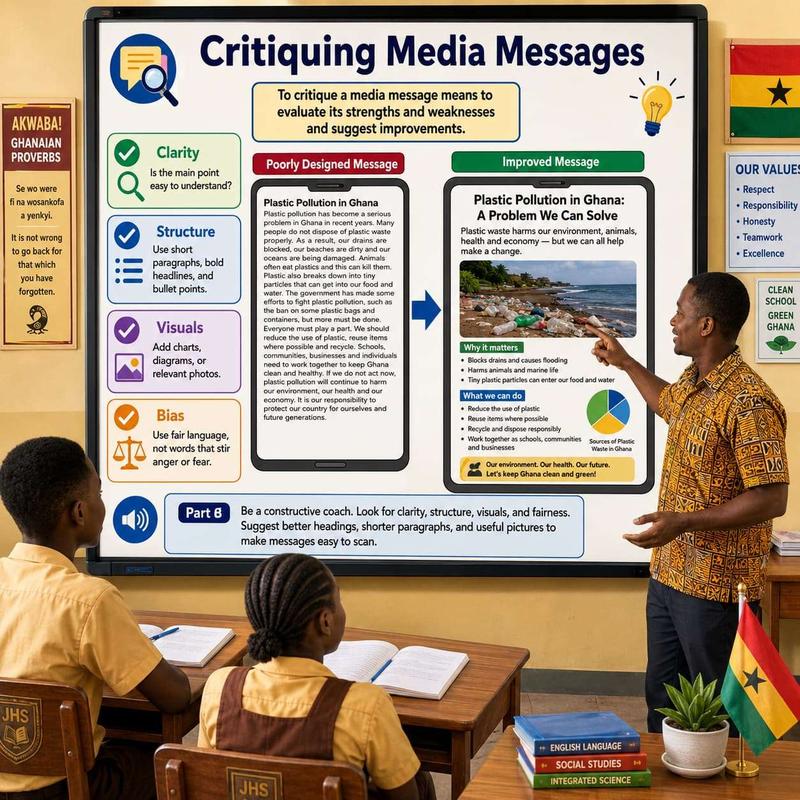 Critiquing Media Messages
To critique a media message means to
evaluate its strengths and weaknesses
and suggest improvements.
AKWABA!
GHANAIAN
PROVERBS
Se wo were
fi na wosankofa
a yenkyi.
It is not wrong
to go back for
that which
you have
forgotten.
Clarity
Is the main point
easy to understand?
Structure
Use short
paragraphs, bold
headlines, and
bullet points.
Visuals
Add charts,
diagrams, or
relevant photos.
Bias
Use fair language,
not words that stir
anger or fear.
Poorly Designed Message
Plastic Pollution in Ghana
Plastic pollution has become a serious
problem in Ghana in recent years. Many
people do not dispose of plastic waste
properly. As a result, our drains are
blocked, our beaches are dirty and our
oceans are being damaged. Animals
often eat plastics and this can kill them.
Plastic also breaks down into tiny
particles that can get into our food and
water. The government has made some
efforts to fight plastic pollution, such as
the ban on some plastic bags and
containers, but more must be done.
Everyone must play a part. We should
reduce the use of plastic, reuse items
where possible and recycle. Schools,
communities, businesses and individuals
need to work together to keep Ghana
clean and healthy. If we do not act now,
plastic pollution will continue to harm
our environment, our health and our
economy. It is our responsibility to
protect our country for ourselves and
future generations.
Improved Message
Plastic Pollution in Ghana:
A Problem We Can Solve
Plastic waste harms our environment, animals,
health and economy — but we can all help
make a change.
Why it matters
• Blocks drains and causes flooding
• Harms animals and marine life
• Tiny plastic particles can enter our food and water
What we can do
• Reduce the use of plastic
• Reuse items where possible
• Recycle and dispose responsibly
• Work together as schools, communities
and businesses
Sources of Plastic
Waste in Ghana
Our environment. Our health. Our future.
Let's keep Ghana clean and green!
Be a constructive coach. Look for clarity, structure, visuals, and fairness.
Part 8
Suggest better headings, shorter paragraphs, and useful pictures to
make messages easy to scan.
OUR VALUES
• Respect
• Responsibility
• Honesty
• Teamwork
• Excellence
CLEAN
SCHOOL
GREEN
GHANA
JHS
JHS
ENGLISH LANGUAGE
SOCIAL STUDIES
INTEGRATED SCIENCE